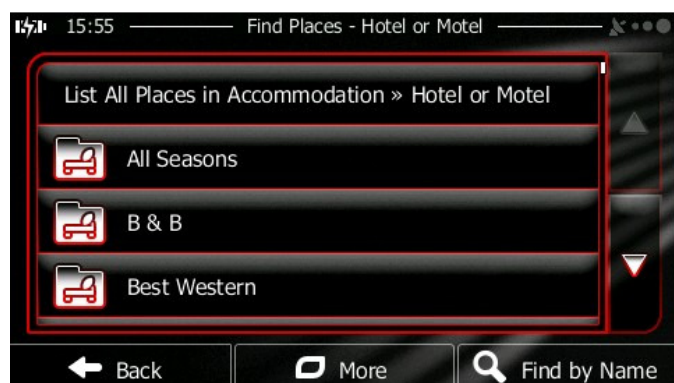 15:55 Find Places - Hotel or Motel
List All Places in Accommodation » Hotel or Motel
All Seasons
B & B
Best Western
Back More Find by Name